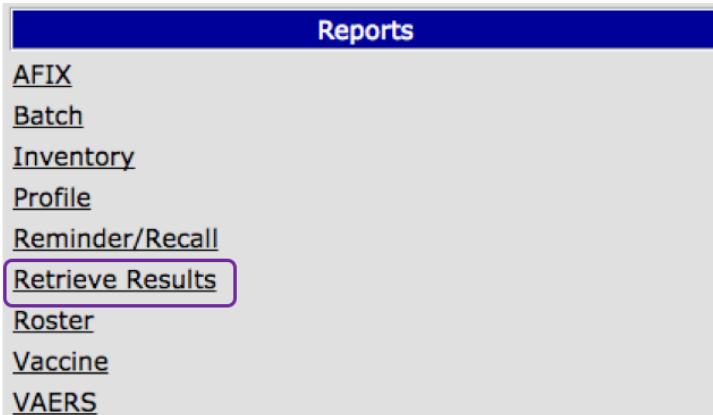 Reports
AFIX
Batch
Inventory
Profile
Reminder/Recall
Retrieve Results
Roster
Vaccine
VAERS